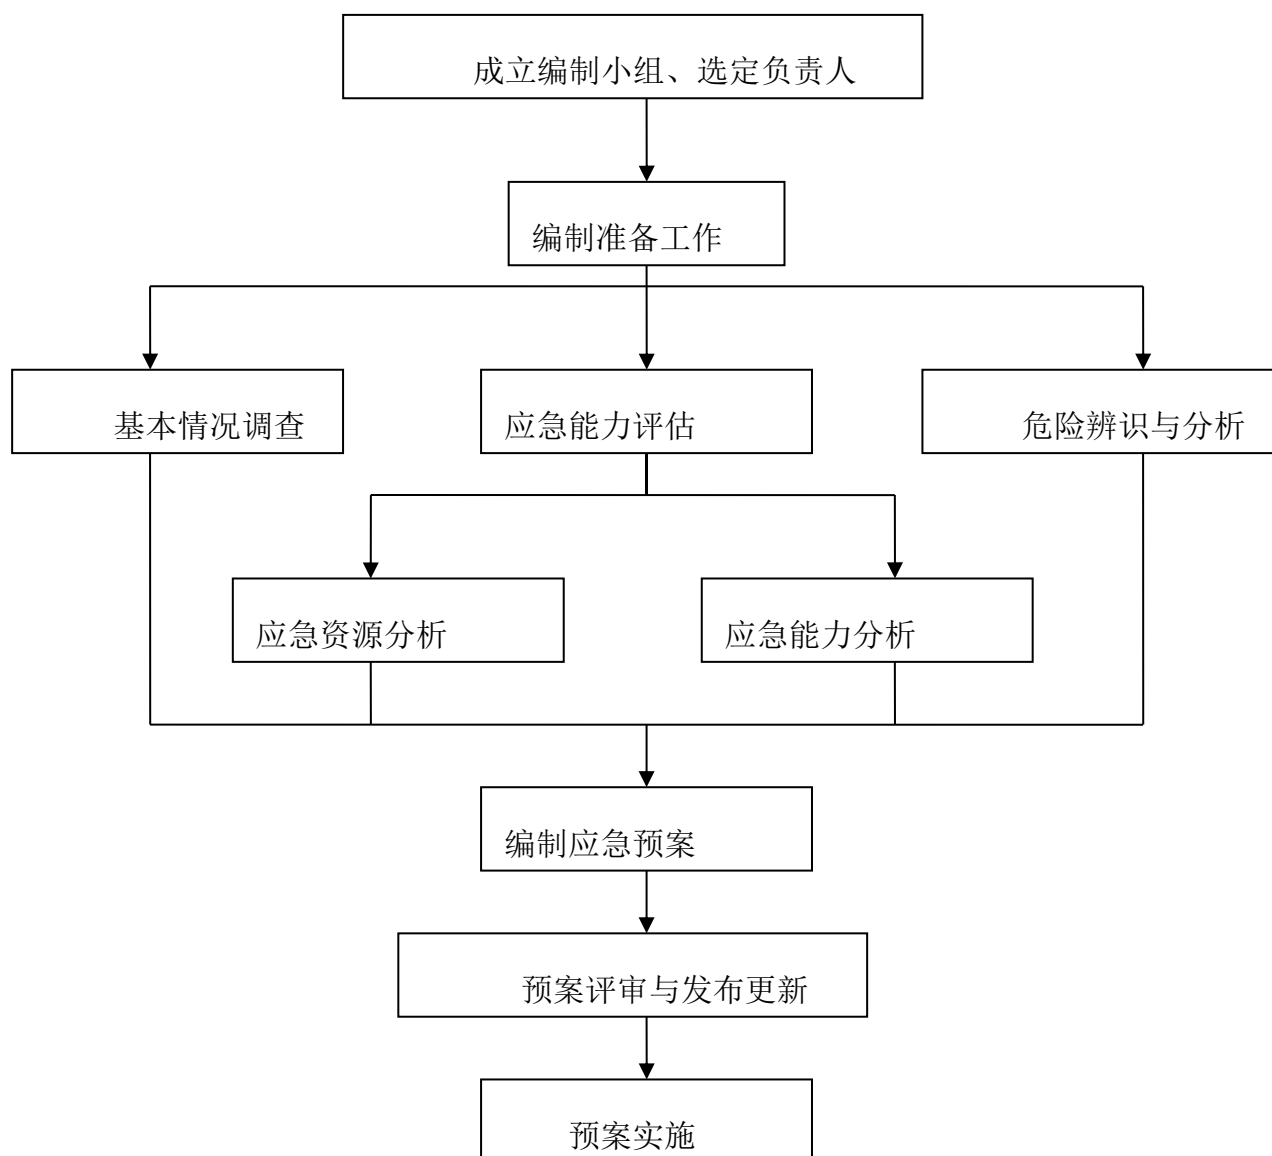 成立编制小组、选定负责人
编制准备工作
基本情况调查
应急能力评估
危险辨识与分析
应急资源分析
应急能力分析
编制应急预案
预案评审与发布更新
预案实施